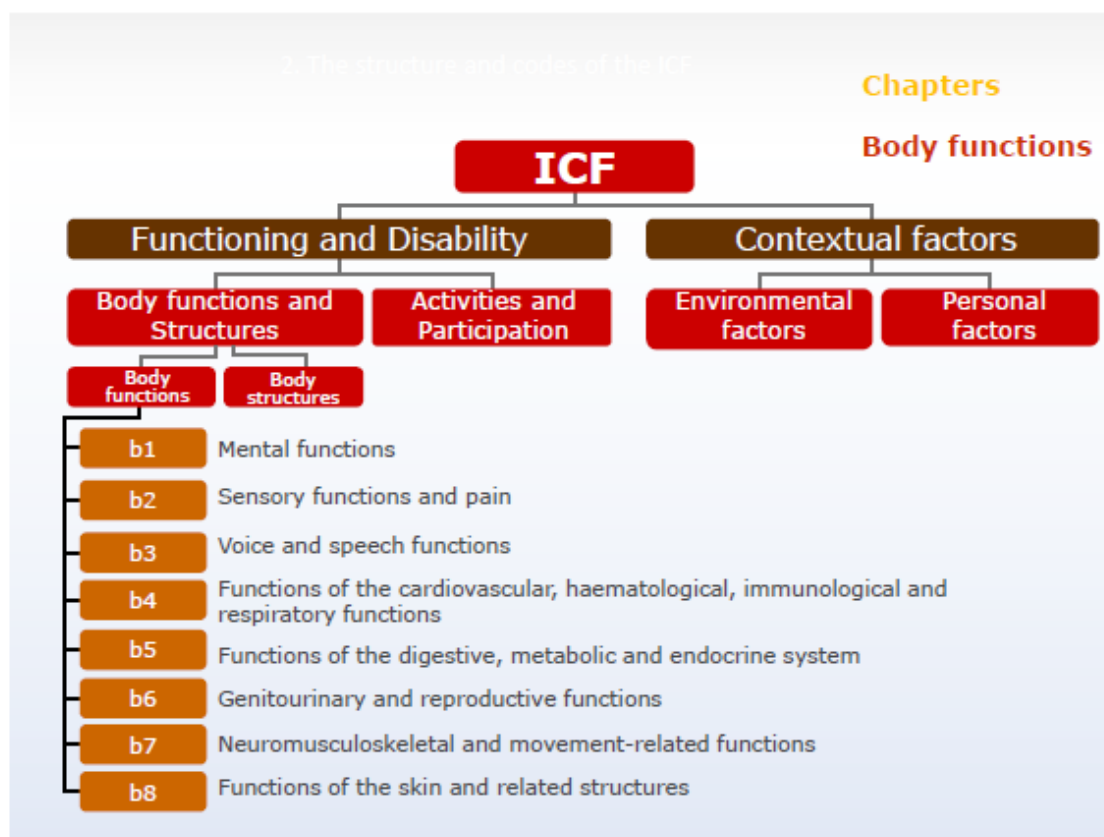 2. The structure and codes of the ICF
Chapters
Body functions
ICF
Functioning and Disability
Contextual factors
Body functions and
Structures
Activities and
Participation
Environmental
factors
Personal
factors
Body
functions
Body
structures
b1
Mental functions
b2
Sensory functions and pain
b3
Voice and speech functions
b4
Functions of the cardiovascular, haematological, immunological and
respiratory functions
b5
Functions of the digestive, metabolic and endocrine system
b6
Genitourinary and reproductive functions
b7
Neuromusculoskeletal and movement-related functions
b8
Functions of the skin and related structures